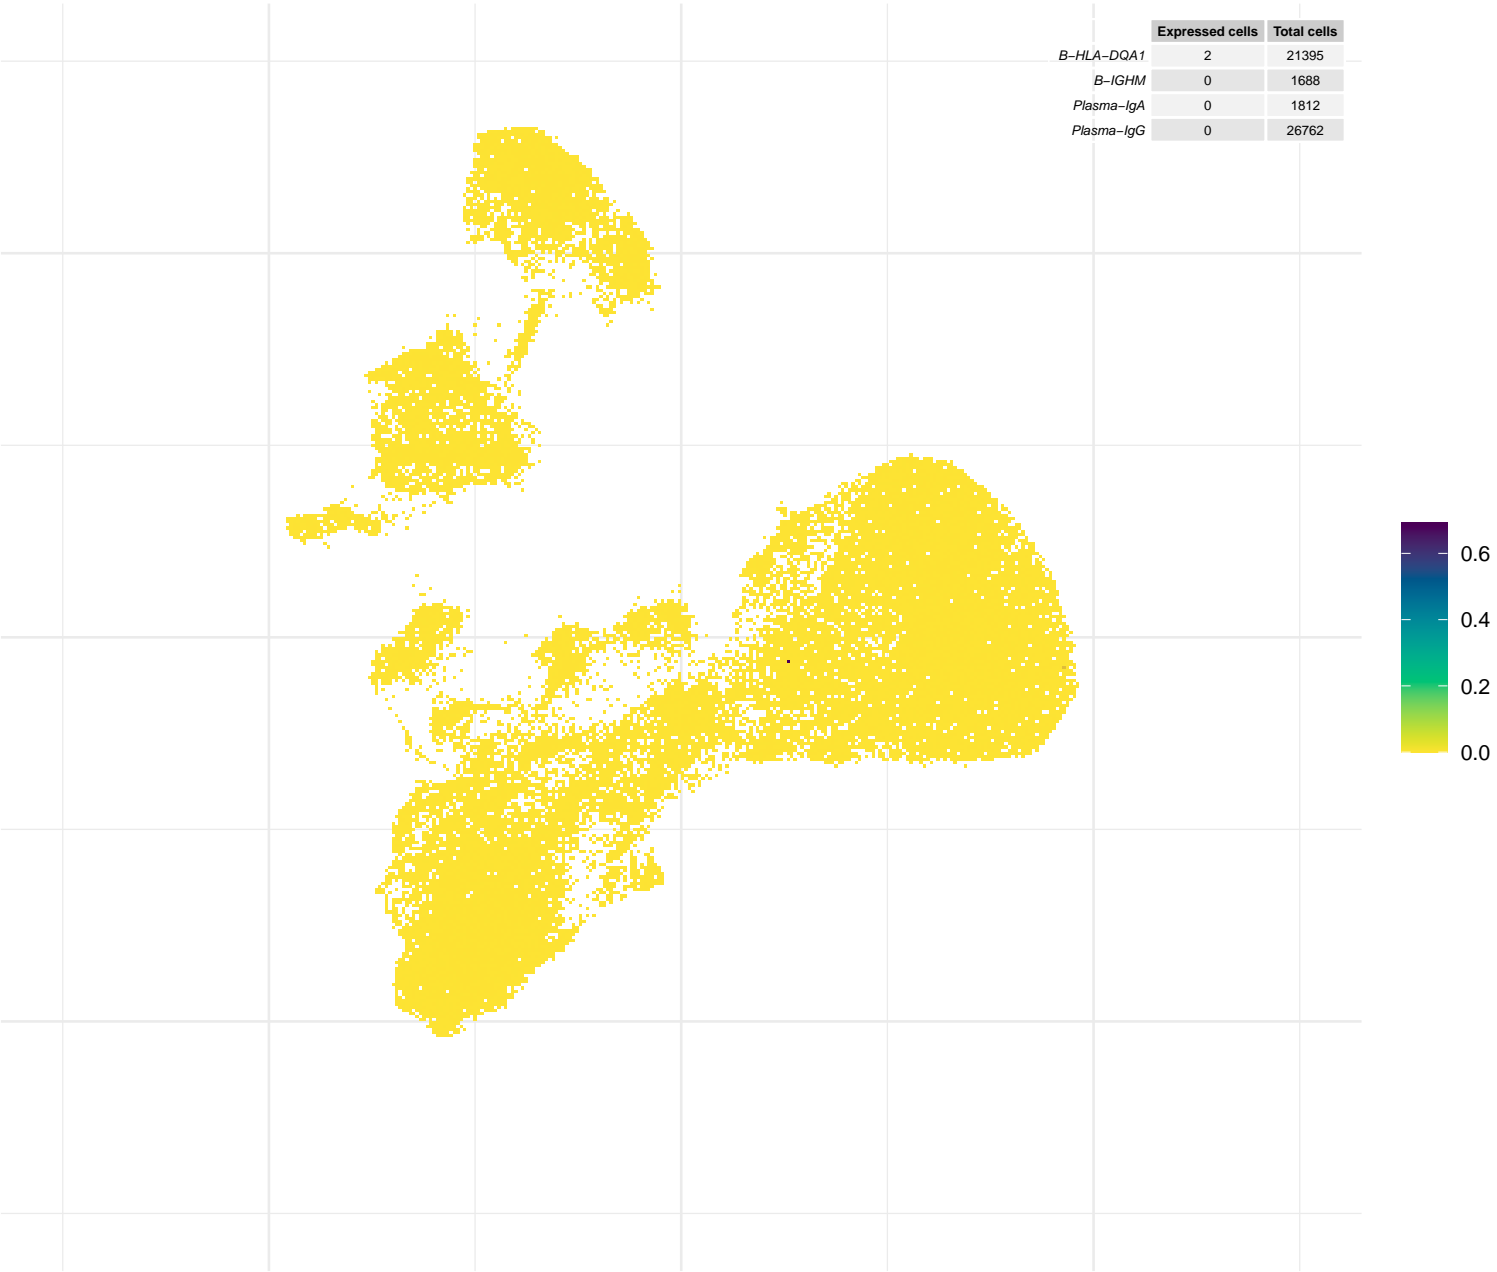 Expressed cells Total cells
B−HLA−DQA1 2 21395
B−IGHM 0 1688
Plasma−IgA 0 1812
Plasma−IgG 0 26762
0.6
0.4
0.2
0.0